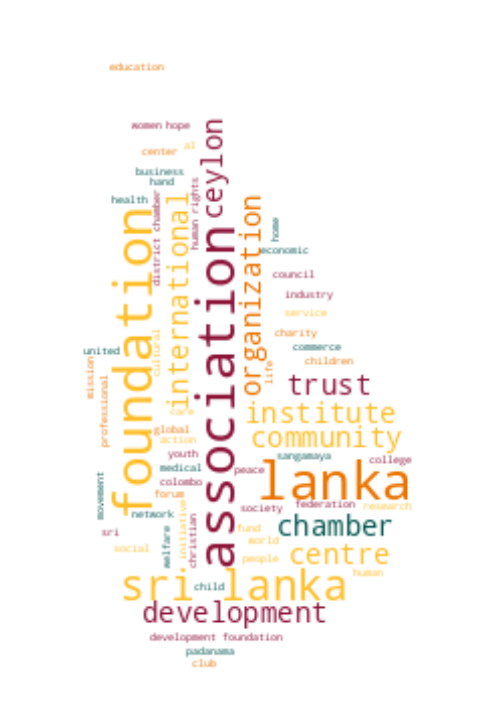 education
women
hope
al
center
business
hand
health
ceylon
human rights
district chamber
international
foundation
association
organization
home
economic
council
industry
service
charity
commerce
children
life
united
cultural
mission
professional
trust
care
institute
global
action
community
youth
sangamaya
college
medical
peace
lanka
colombo
forum
movement
initiative
society
federation
research
network
christian
welfare
fund
chamber
sri
world
social
people
centre
human
child
sri lanka
development
development foundation
padanama
club